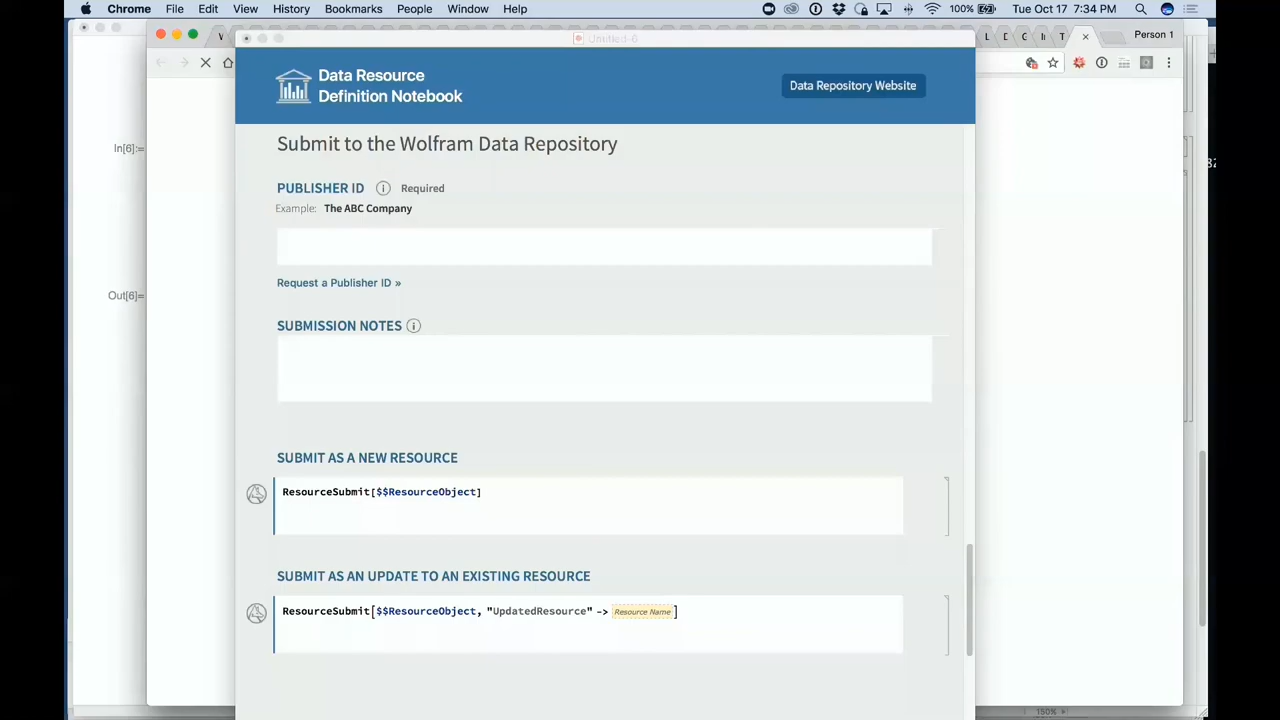 Chrome File Edit View History Bookmarks People Window Help 100% Tue Oct 17 7:34 PM
Untitled-6
Person 1
Data Resource
Definition Notebook
Data Repository Website
Submit to the Wolfram Data Repository
In[6]:=
PUBLISHER ID Required
Example: The ABC Company
Request a Publisher ID »
Out[6]=
SUBMISSION NOTES
SUBMIT AS A NEW RESOURCE
ResourceSubmit[$$ResourceObject]
SUBMIT AS AN UPDATE TO AN EXISTING RESOURCE
ResourceSubmit[$$ResourceObject, "UpdatedResource" -> Resource Name]
150%